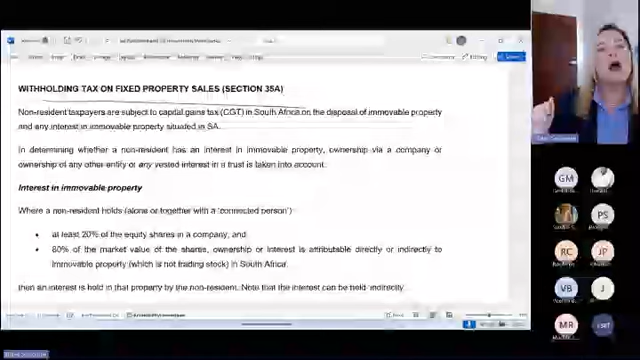 WITHHOLDING TAX ON FIXED PROPERTY SALES (SECTION 35A)
Non-resident taxpayers are subject to capital gains tax (CGT) in South Africa on the disposal of immovable property
and any interest in immovable property situated in SA.
In determining whether a non-resident has an interest in immovable property, ownership via a company or
ownership of any other entity or any vested interest in a trust is taken into account.
Interest in immovable property
Where a non-resident holds (alone or together with a 'connected person')
• at least 20% of the equity shares in a company; and
• 80% of the market value of the shares, ownership or interest is attributable directly or indirectly to
immovable property (which is not trading stock) in South Africa.
then an interest is held in that property by the non-resident. Note that the interest can be held indirectly.
Editing
GM
PS
RC
JP
VB
J
MR